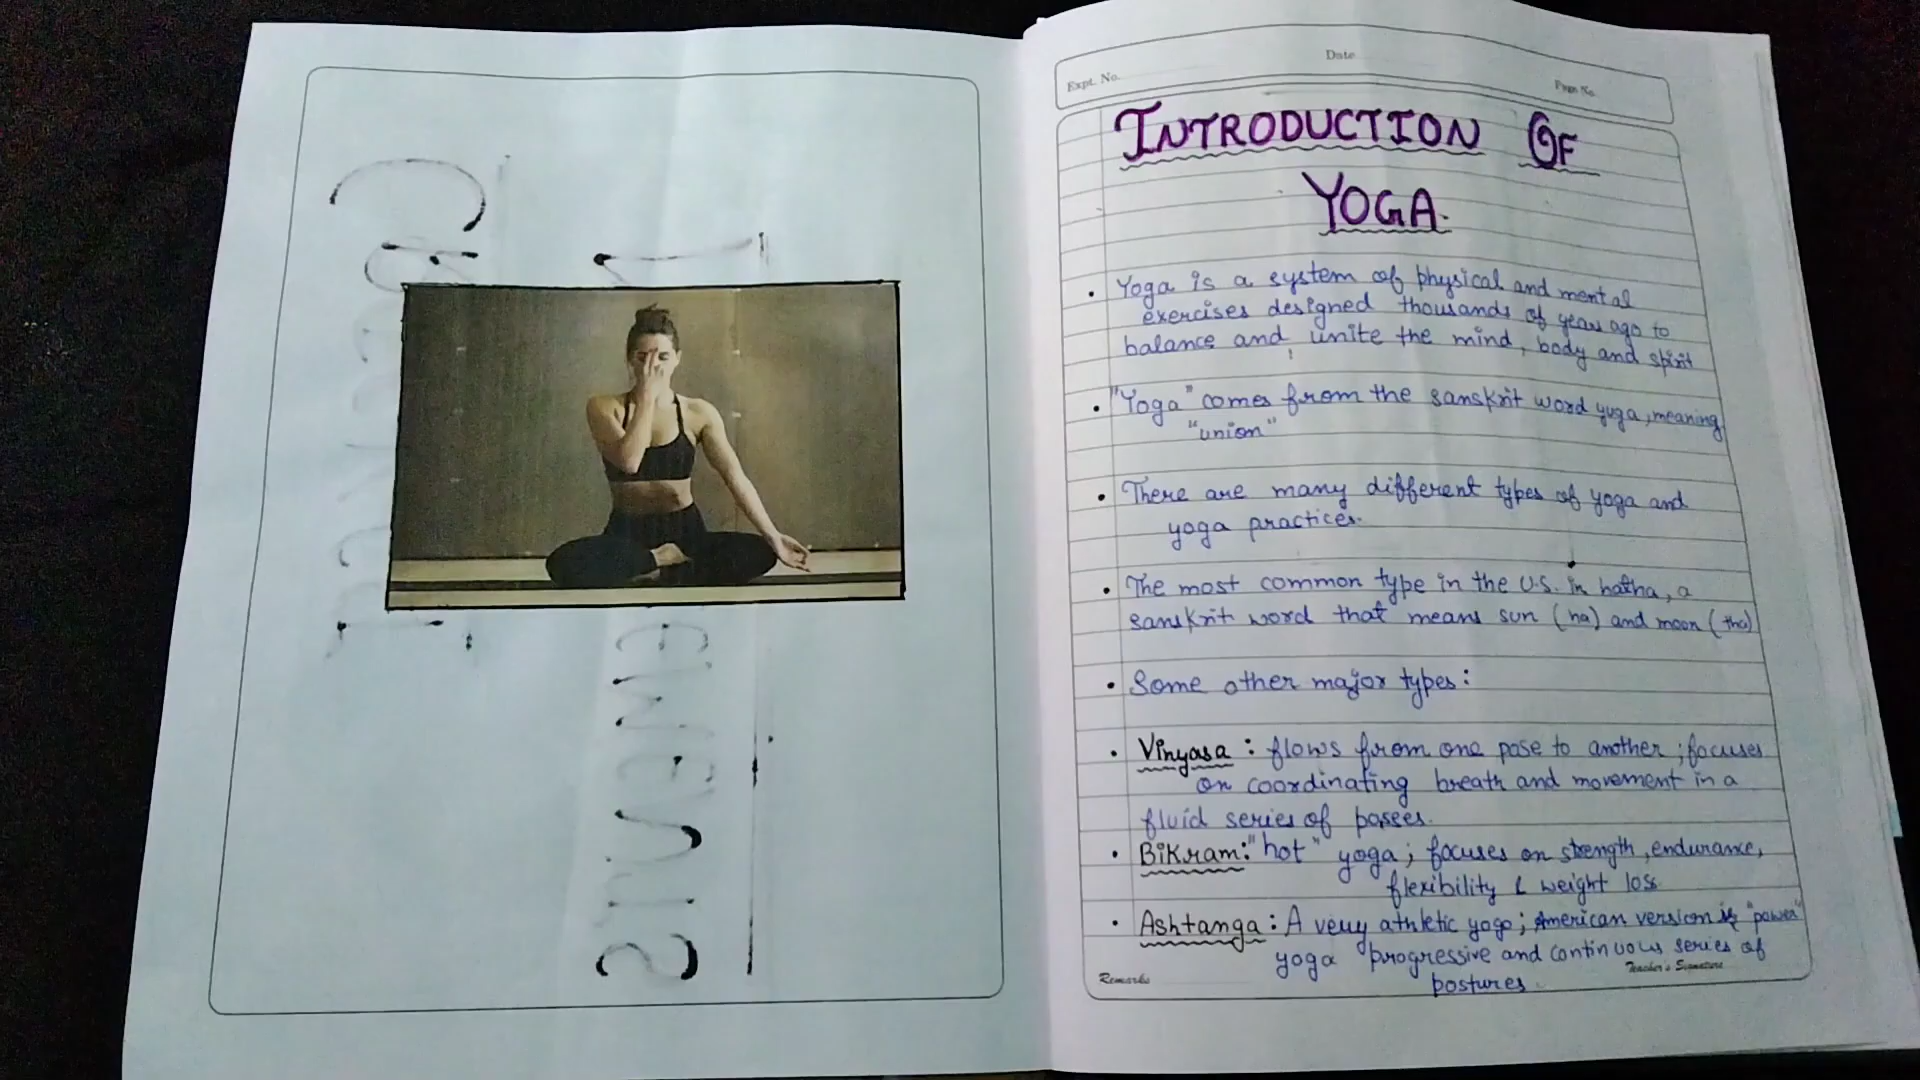 Expt. No.
Date
Page No.
INTRODUCTION OF
YOGA.
• Yoga is a system of physical and mental
exercises designed thousands of years ago to
balance and unite the mind, body and spirit
• "Yoga" comes from the sanskrit word yuga, meaning
"union"
• There are many different types of yoga and
yoga practices.
• The most common type in the U.S. is hatha, a
sanskrit word that means sun (ha) and moon (tha)
• Some other major types:
• Vinyasa : flows from one pose to another ; focuses
on coordinating breath and movement in a
fluid series of posses.
• Bikram: "hot" yoga ; focuses on strength, endurance,
flexibility & weight loss
• Ashtanga : A very athletic yoga ; American version is "power"
yoga progressive and continuous series of
postures.
Remarks
Teacher's Signature